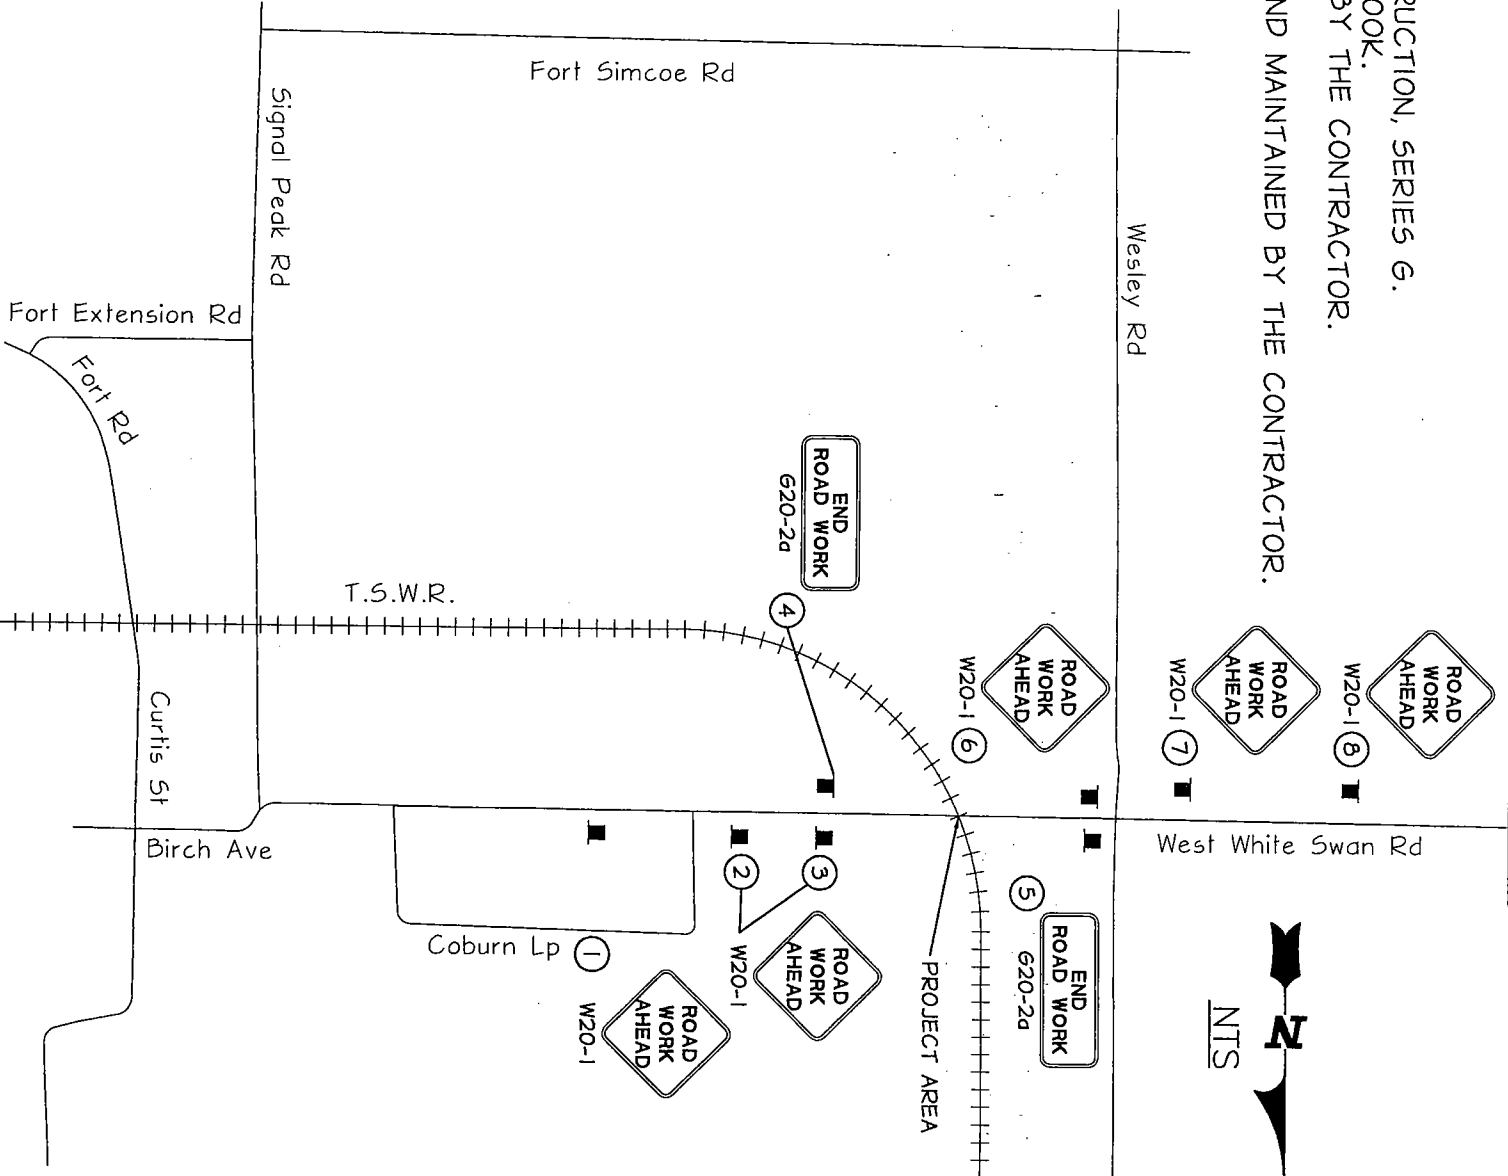 RUCTION, SERIES G.
OOK.
BY THE CONTRACTOR.
ND MAINTAINED BY THE CONTRACTOR.
Fort Simcoe Rd
Signal Peak Rd
Wesley Rd
Fort Extension Rd
Fort Rd
END
ROAD WORK
G20-2a
4
T.S.W.R.
ROAD
WORK
AHEAD
W20-1
6
ROAD
WORK
AHEAD
W20-1
7
ROAD
WORK
AHEAD
W20-1
8
Curtis St
Birch Ave
West White Swan Rd
2
3
ROAD
WORK
AHEAD
W20-1
5
END
ROAD WORK
G20-2a
Coburn Lp
1
ROAD
WORK
AHEAD
W20-1
PROJECT AREA
N
NTS